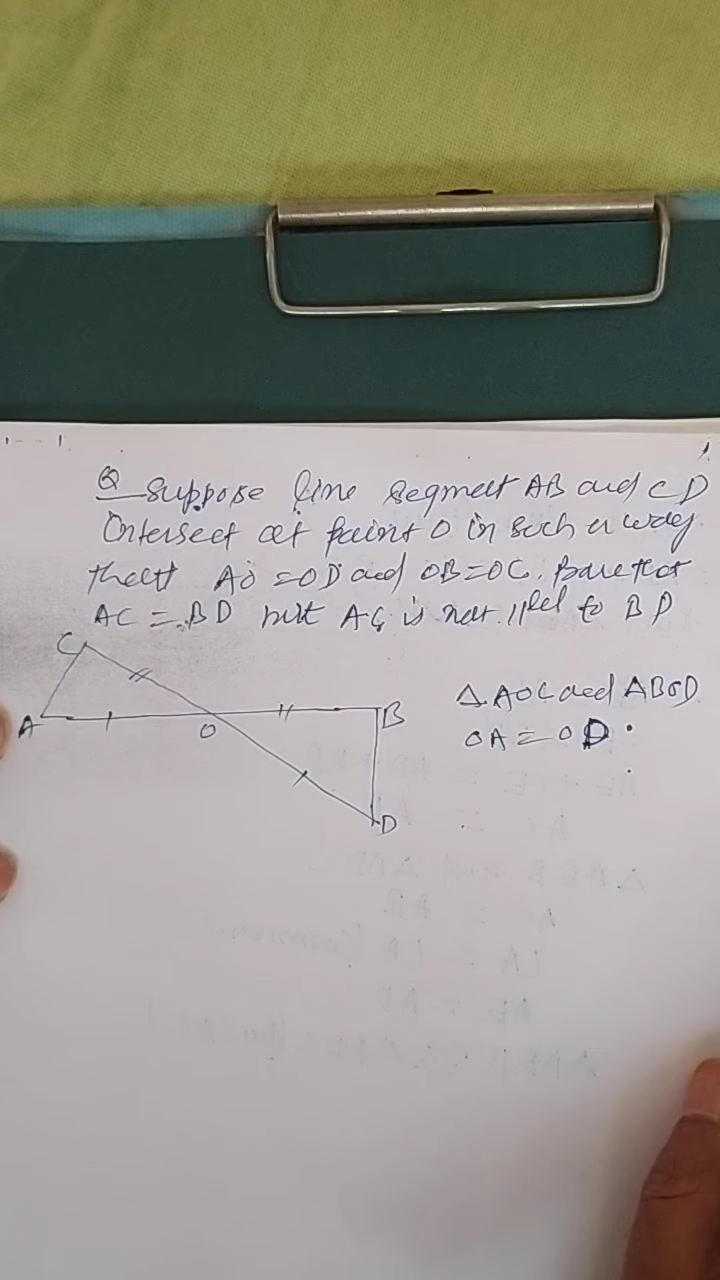 Q Suppose line segment AB and CD
intersect at point O in such a way
that AO = OD and OB = OC. Prove that
AC = BD but AC is not ||el to BD
C
A
O
B
D
△AOC and △BOD
OA = OD